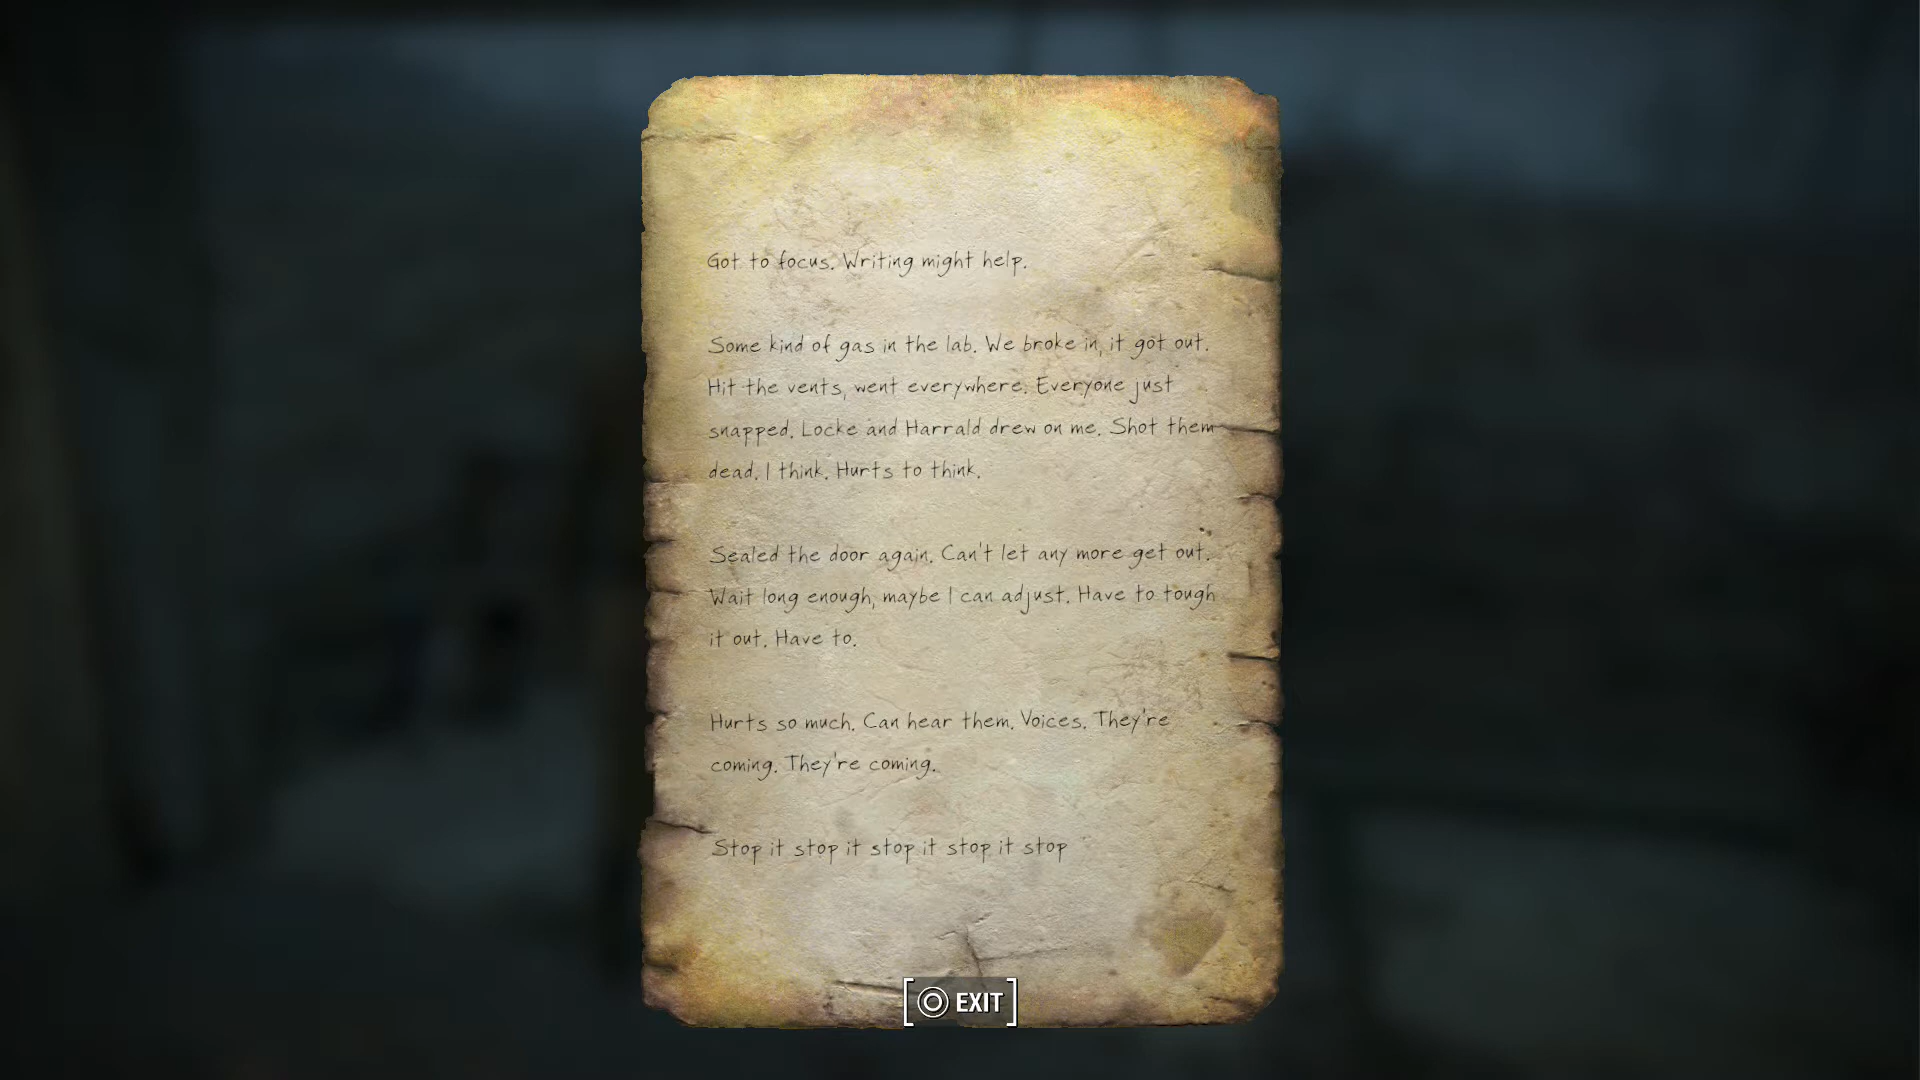 Got to focus. Writing might help.
Some kind of gas in the lab. We broke in, it got out.
Hit the vents, went everywhere. Everyone just
snapped. Locke and Harrald drew on me. Shot them
dead. I think. Hurts to think.
Sealed the door again. Can't let any more get out.
Wait long enough, maybe I can adjust. Have to tough
it out. Have to.
Hurts so much. Can hear them. Voices. They're
coming. They're coming.
Stop it stop it stop it stop it stop
EXIT